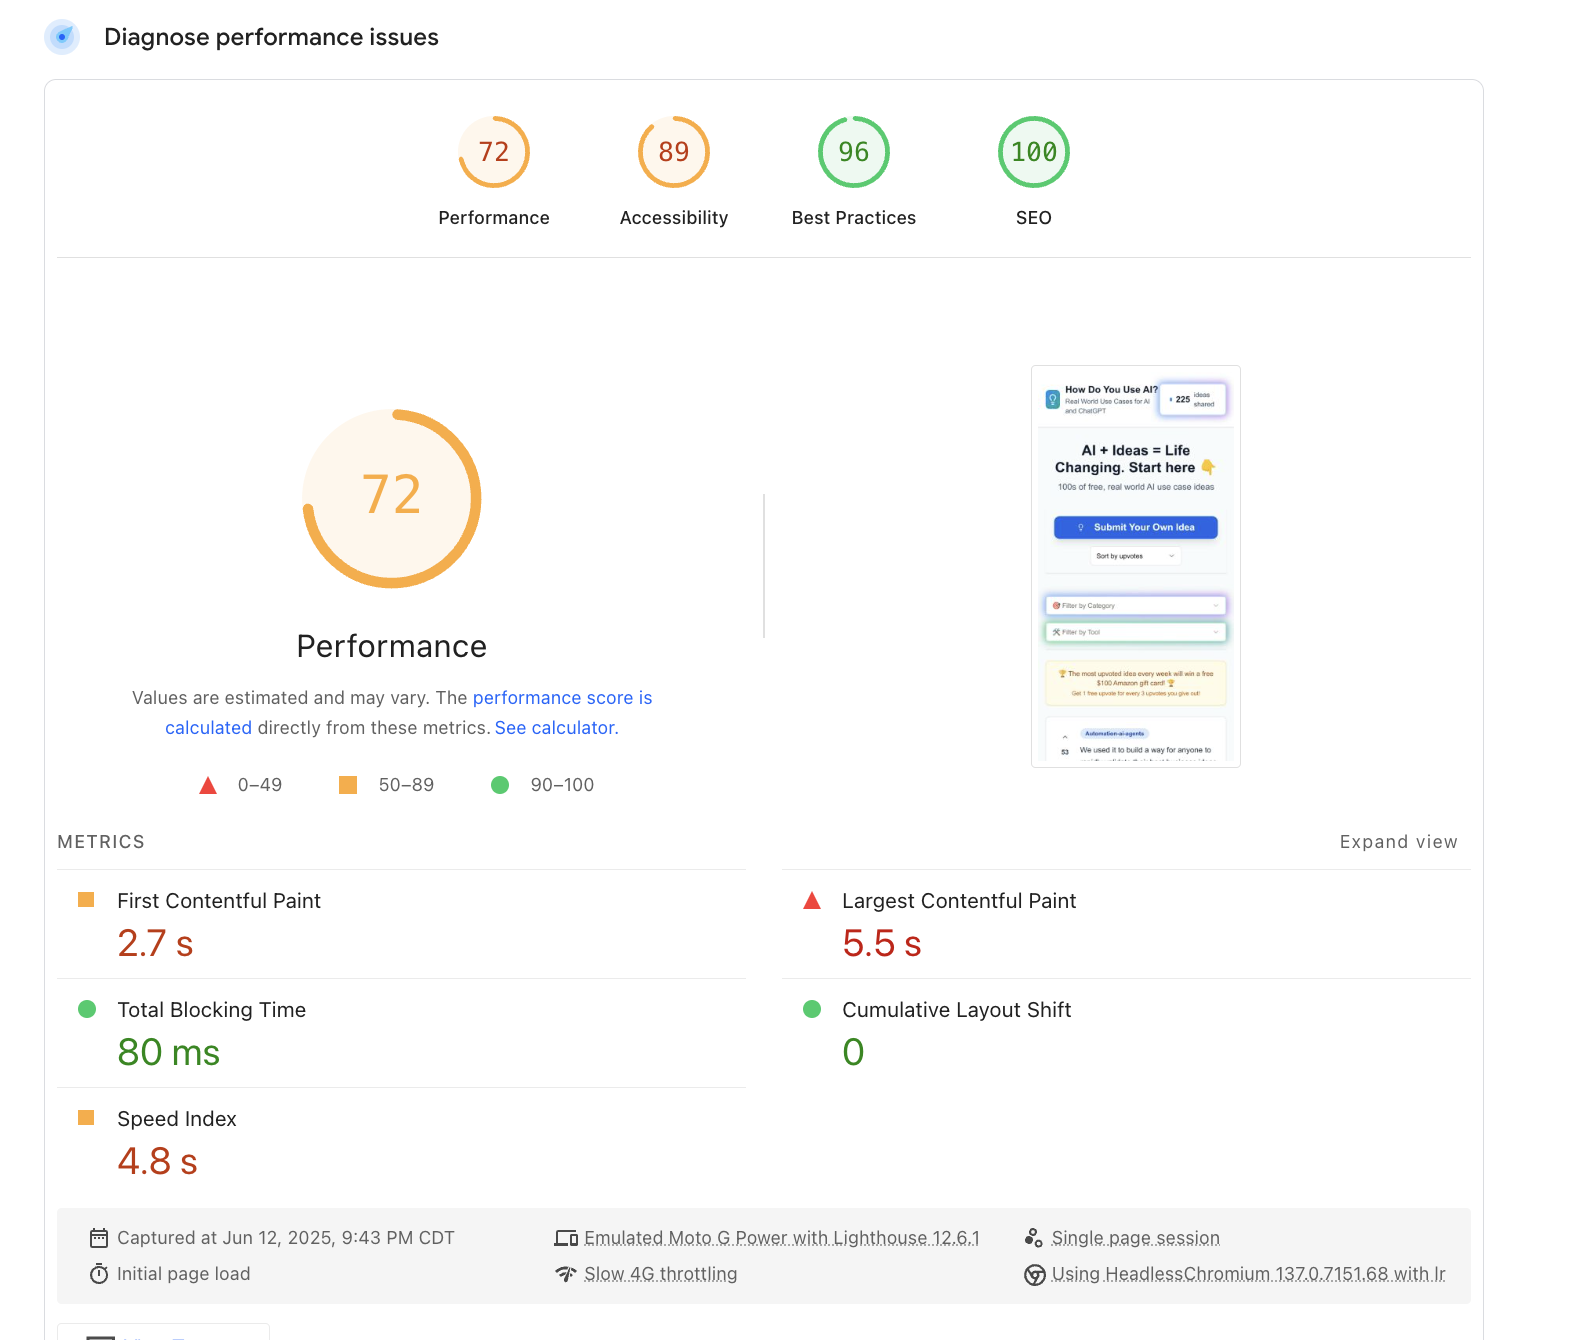 Diagnose performance issues
72
89
96
100
Performance
Accessibility
Best Practices
SEO
72
Performance
Values are estimated and may vary. The performance score is
calculated directly from these metrics. See calculator.
0–49
50–89
90–100
How Do You Use AI?
Real World Use Cases for AI
and ChatGPT
225
ideas
shared
AI + Ideas = Life
Changing. Start here 👇
100s of free, real world AI use case ideas
Submit Your Own Idea
Sort by upvotes
🎯 Filter by Category
🛠 Filter by Tool
🏆 The most upvoted idea every week will win a free
$100 Amazon gift card! 🏆
Get 1 free upvote for every 3 upvotes you give out!
Automation-ai-agents
53
We used it to build a way for anyone to
METRICS
Expand view
First Contentful Paint
2.7 s
Largest Contentful Paint
5.5 s
Total Blocking Time
80 ms
Cumulative Layout Shift
0
Speed Index
4.8 s
Captured at Jun 12, 2025, 9:43 PM CDT
Emulated Moto G Power with Lighthouse 12.6.1
Single page session
Initial page load
Slow 4G throttling
Using HeadlessChromium 137.0.7151.68 with lr